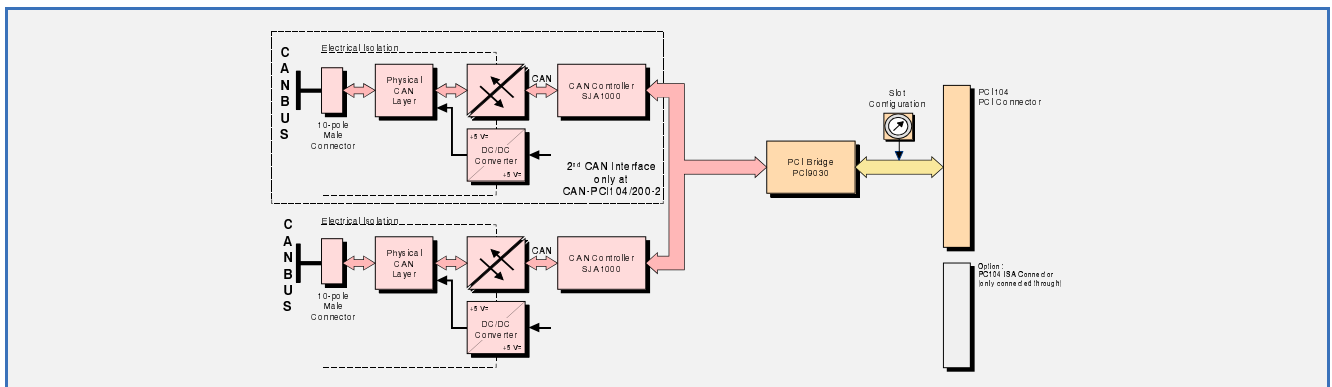 CANBUS
Electrical Isolation
10-pole
Male
Connector
Physical
CAN
Layer
CAN
CAN Controller
SJA1000
+5 V=
DC/DC
Converter
+5 V=
2nd CAN Interface
only at
CAN-PCI104/200-2
CANBUS
Electrical Isolation
10-pole
Male
Connector
Physical
CAN
Layer
CAN
CAN Controller
SJA1000
+5 V=
DC/DC
Converter
+5 V=
PCI Bridge
PCI9030
Slot
Configuration
PCI104
PCI Connector
Option:
PC104 ISA Connector
(only connected through)